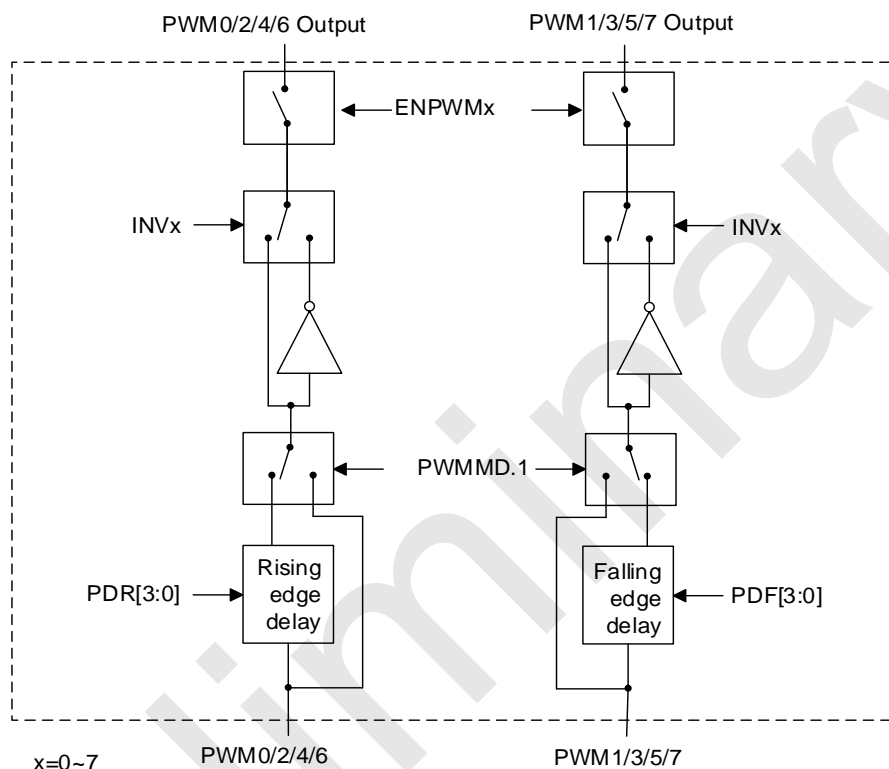 PWM0/2/4/6 Output
PWM1/3/5/7 Output
ENPWMx
INVx
INVx
PWMMD.1
PDR[3:0]
Rising
edge
delay
Falling
edge
delay
PDF[3:0]
x=0~7
PWM0/2/4/6
PWM1/3/5/7
liminary